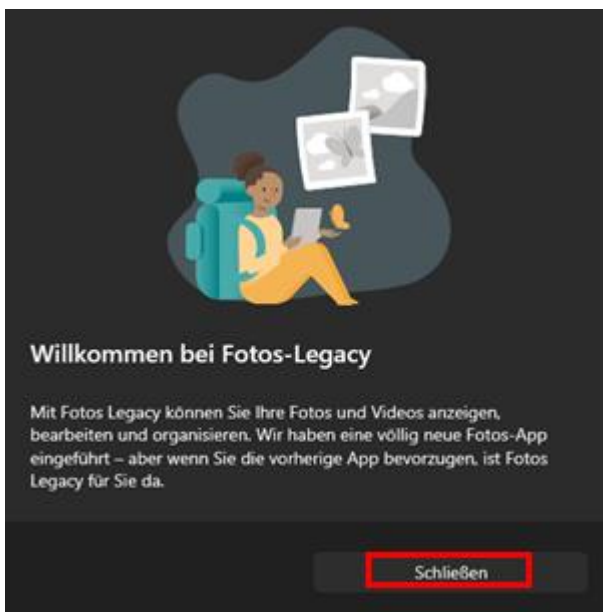 Willkommen bei Fotos-Legacy
Mit Fotos Legacy können Sie Ihre Fotos und Videos anzeigen,
bearbeiten und organisieren. Wir haben eine völlig neue Fotos-App
eingeführt – aber wenn Sie die vorherige App bevorzugen, ist Fotos
Legacy für Sie da.
Schließen